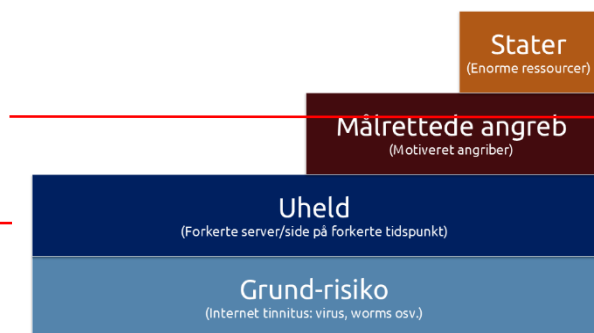 Stater
(Enorme ressourcer)
Målrettede angreb
(Motiveret angriber)
Uheld
(Forkerte server/side på forkerte tidspunkt)
Grund-risiko
(Internet tinnitus: virus, worms osv.)